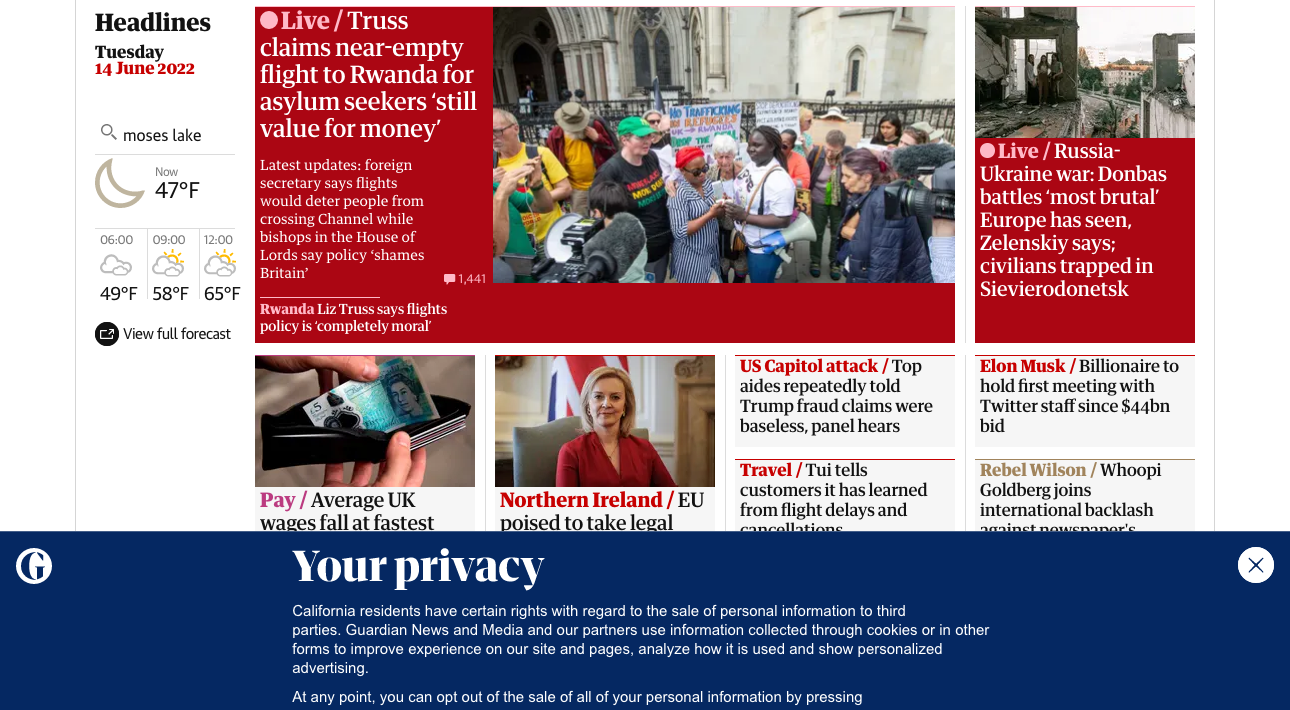 Headlines
Tuesday
14 June 2022
moses lake
Now
47°F
06:00
09:00
12:00
49°F
58°F
65°F
View full forecast
Live / Truss
claims near-empty
flight to Rwanda for
asylum seekers ‘still
value for money’
Latest updates: foreign
secretary says flights
would deter people from
crossing Channel while
bishops in the House of
Lords say policy ‘shames
Britain’
1,441
Rwanda Liz Truss says flights
policy is ‘completely moral’
NO TRAFFICKING
Live / Russia-
Ukraine war: Donbas
battles ‘most brutal’
Europe has seen,
Zelenskiy says;
civilians trapped in
Sievierodonetsk
Pay / Average UK
wages fall at fastest
Northern Ireland / EU
poised to take legal
US Capitol attack / Top
aides repeatedly told
Trump fraud claims were
baseless, panel hears
Travel / Tui tells
customers it has learned
from flight delays and
cancellations
Elon Musk / Billionaire to
hold first meeting with
Twitter staff since $44bn
bid
Rebel Wilson / Whoopi
Goldberg joins
international backlash
against newspaper's
Your privacy
California residents have certain rights with regard to the sale of personal information to third
parties. Guardian News and Media and our partners use information collected through cookies or in other
forms to improve experience on our site and pages, analyze how it is used and show personalized
advertising.
At any point, you can opt out of the sale of all of your personal information by pressing